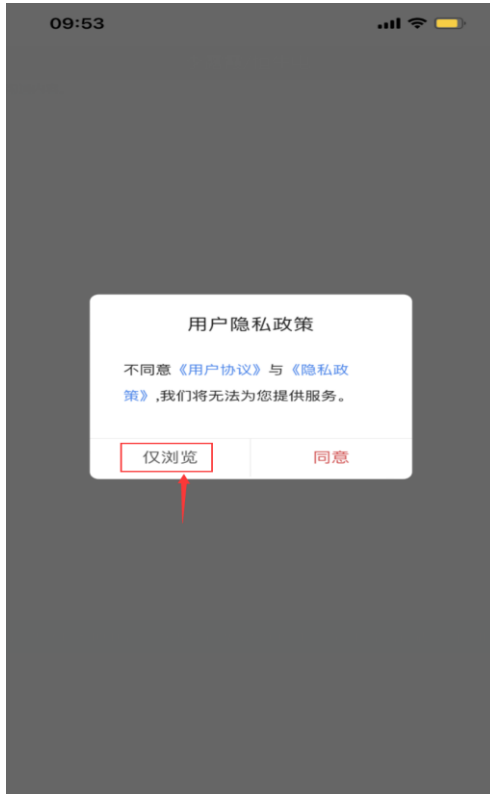 09:53
用户隐私政策
不同意《用户协议》与《隐私政
策》,我们将无法为您提供服务。
仅浏览
同意